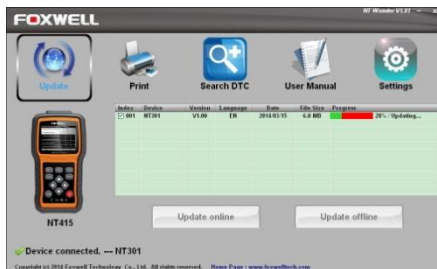 NT Wonder V1.01
FOXWELL
Update
Print
Search DTC
User Manual
Settings
Index Device Version Language Date File Size Progress
001 NT301 V1.00 EN 2014/03/15 6.0 MB 28% / Updating...
NT415
Update online
Update offline
Device connected. --- NT301
Copyright (c) 2014 Foxwell Technology Co., Ltd. All rights reserved. Home Page : www.foxwelltech.com